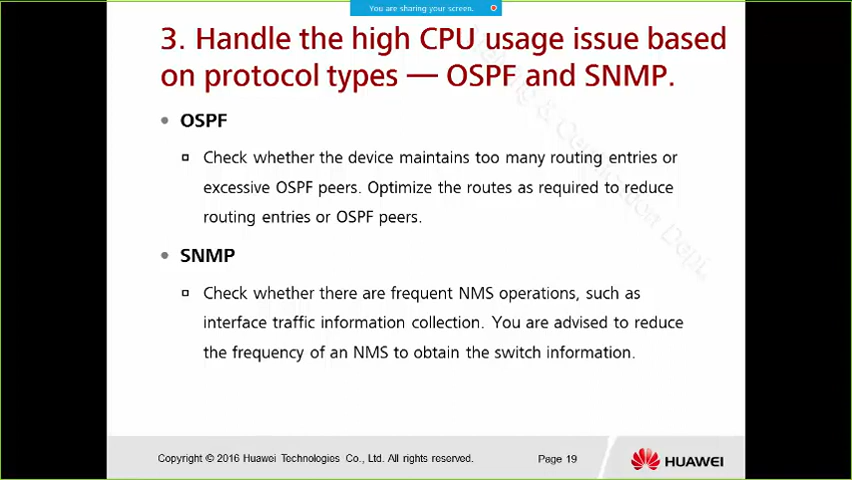 You are sharing your screen.
3. Handle the high CPU usage issue based
on protocol types — OSPF and SNMP.
OSPF
Check whether the device maintains too many routing entries or
excessive OSPF peers. Optimize the routes as required to reduce
routing entries or OSPF peers.
SNMP
Check whether there are frequent NMS operations, such as
interface traffic information collection. You are advised to reduce
the frequency of an NMS to obtain the switch information.
Copyright © 2016 Huawei Technologies Co., Ltd. All rights reserved.
Page 19
HUAWEI